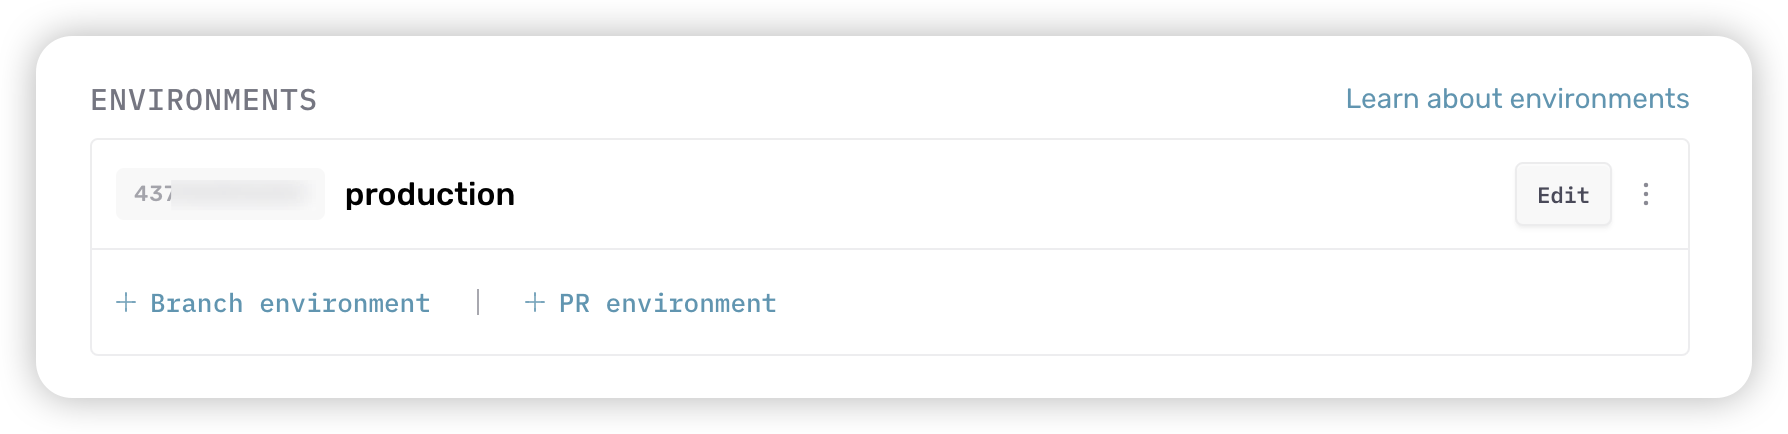 ENVIRONMENTS
Learn about environments
437
production
Edit
+ Branch environment | + PR environment